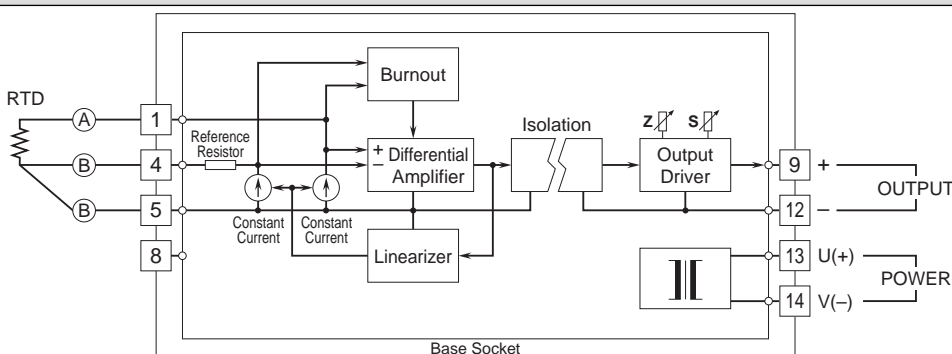 RTD
A
B
B
1
4
5
8
Reference
Resistor
Burnout
+
−
Differential
Amplifier
Constant
Current
Constant
Current
Linearizer
Isolation
Z
S
Output
Driver
9 +
12 −
OUTPUT
13 U(+)
14 V(−)
POWER
Base Socket